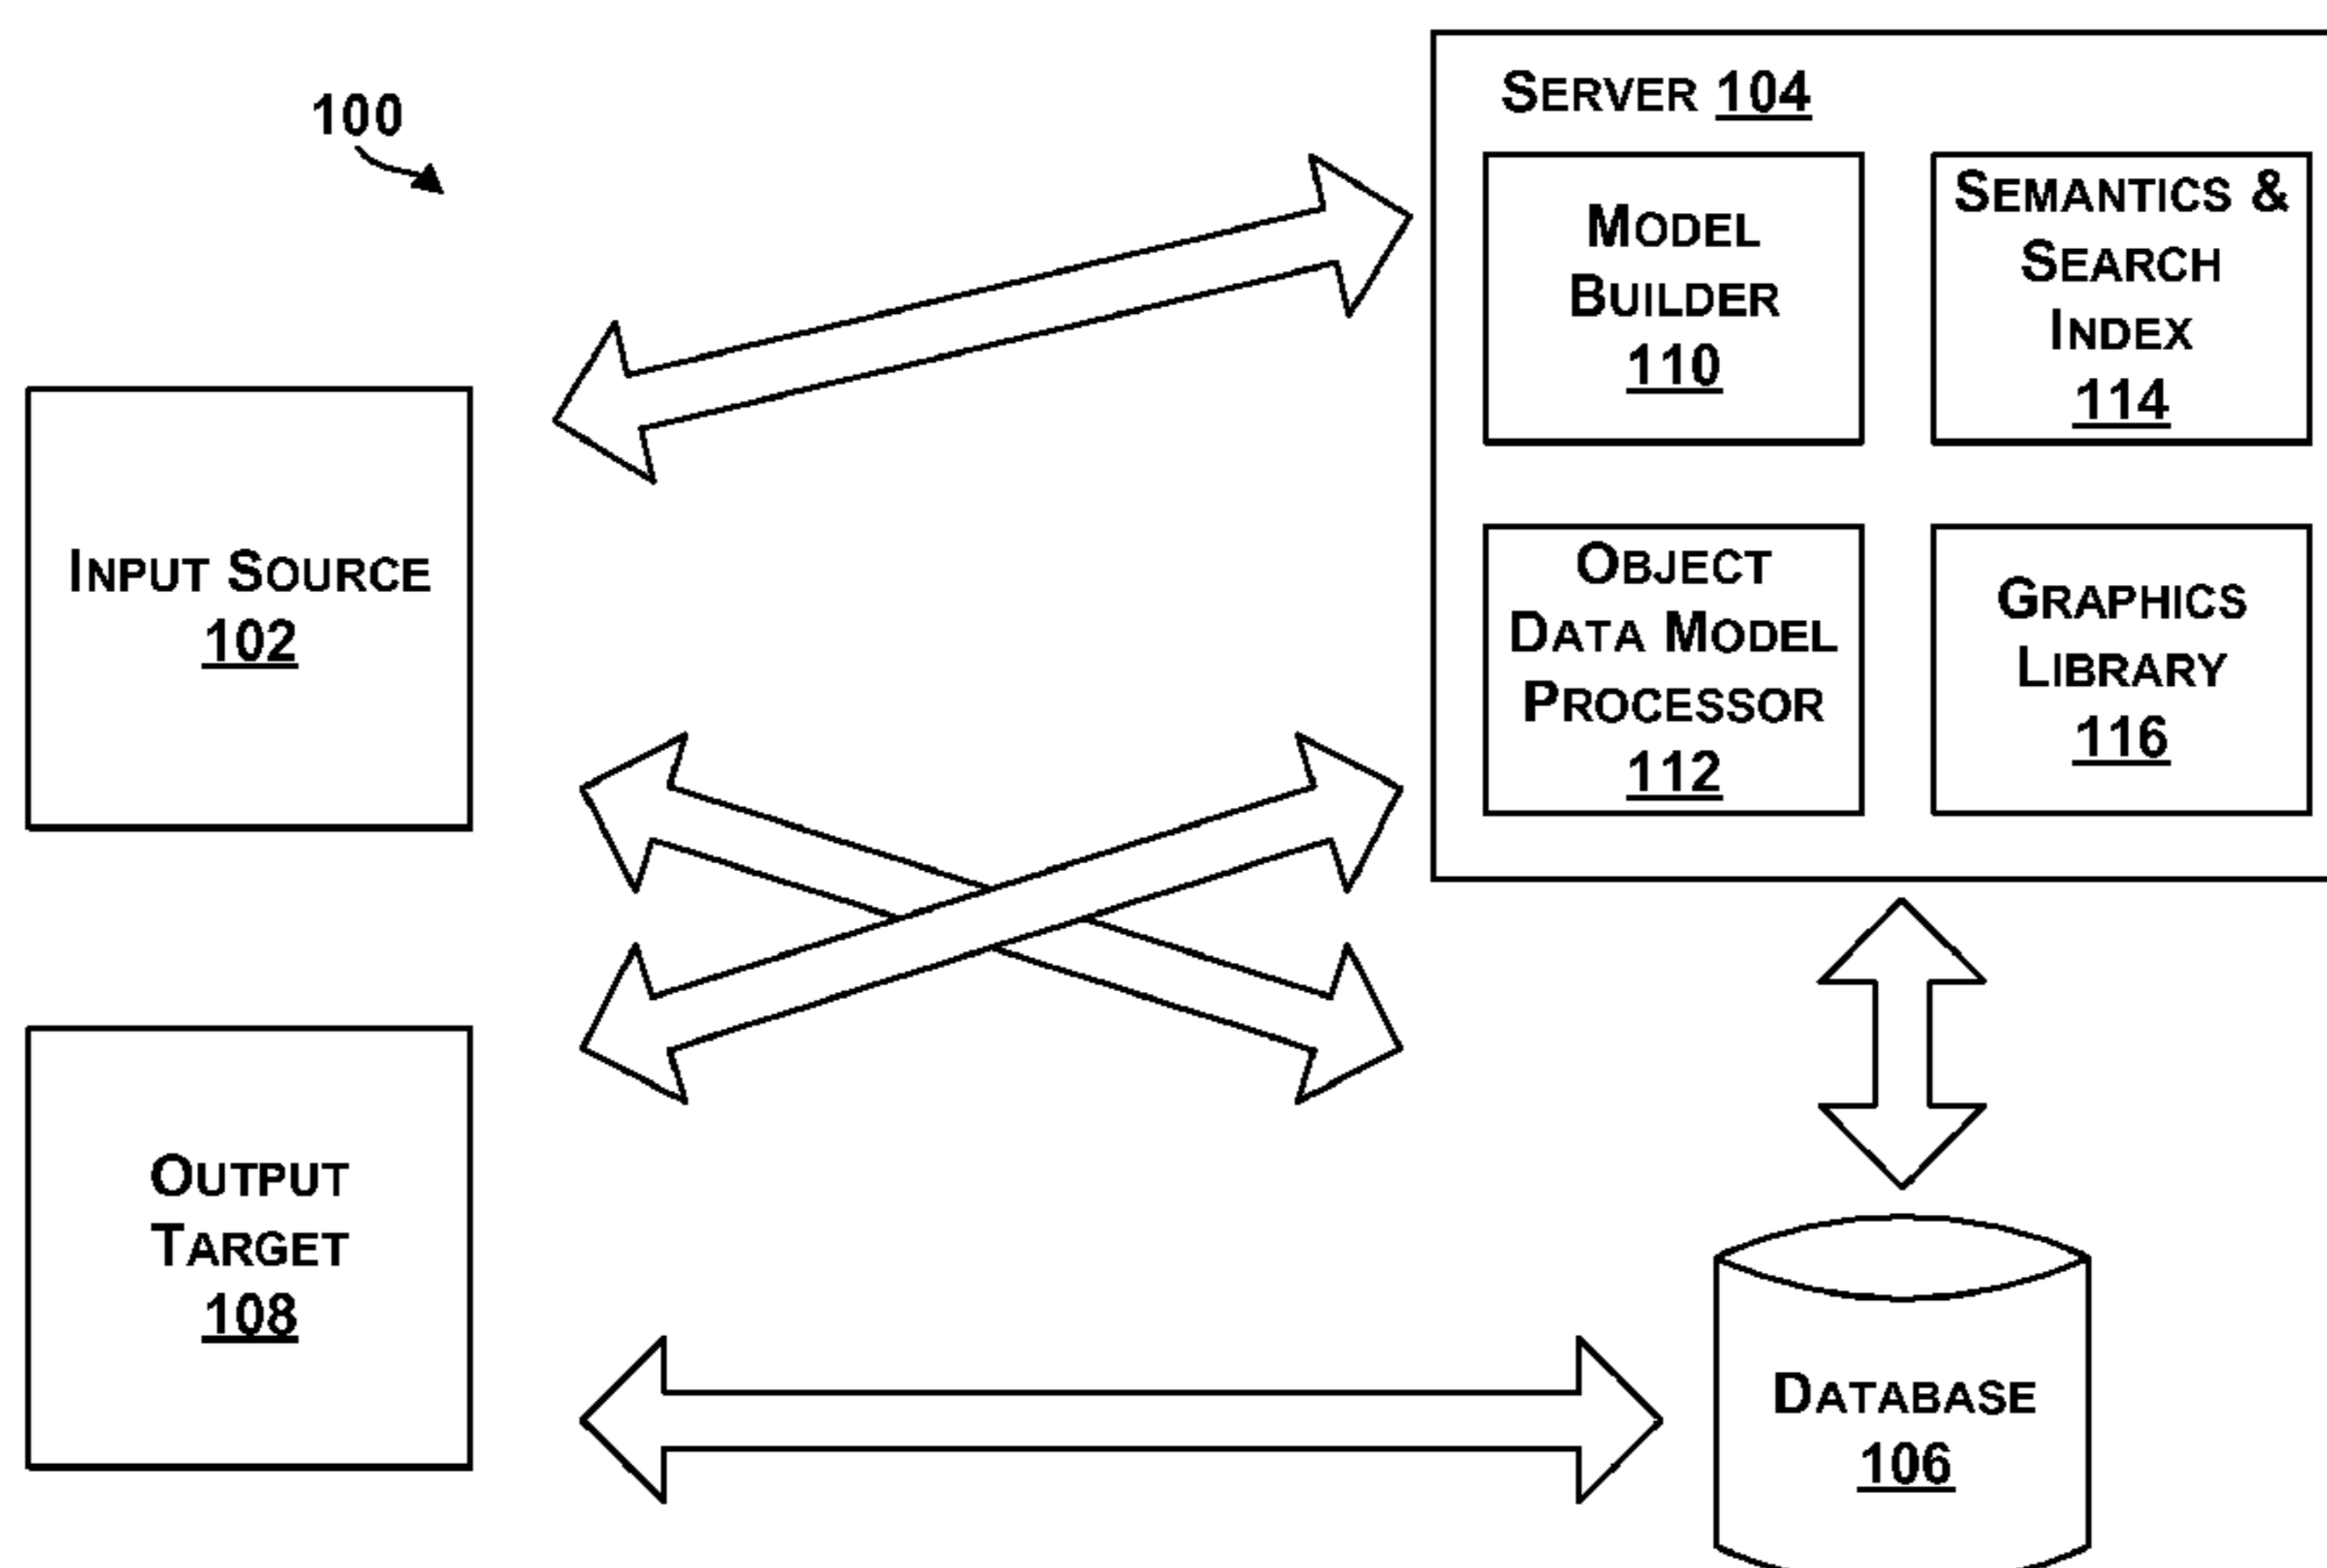 100
SERVER 104
MODEL
BUILDER
110
SEMANTICS &
SEARCH
INDEX
114
INPUT SOURCE
102
OBJECT
DATA MODEL
PROCESSOR
112
GRAPHICS
LIBRARY
116
OUTPUT
TARGET
108
DATABASE
106